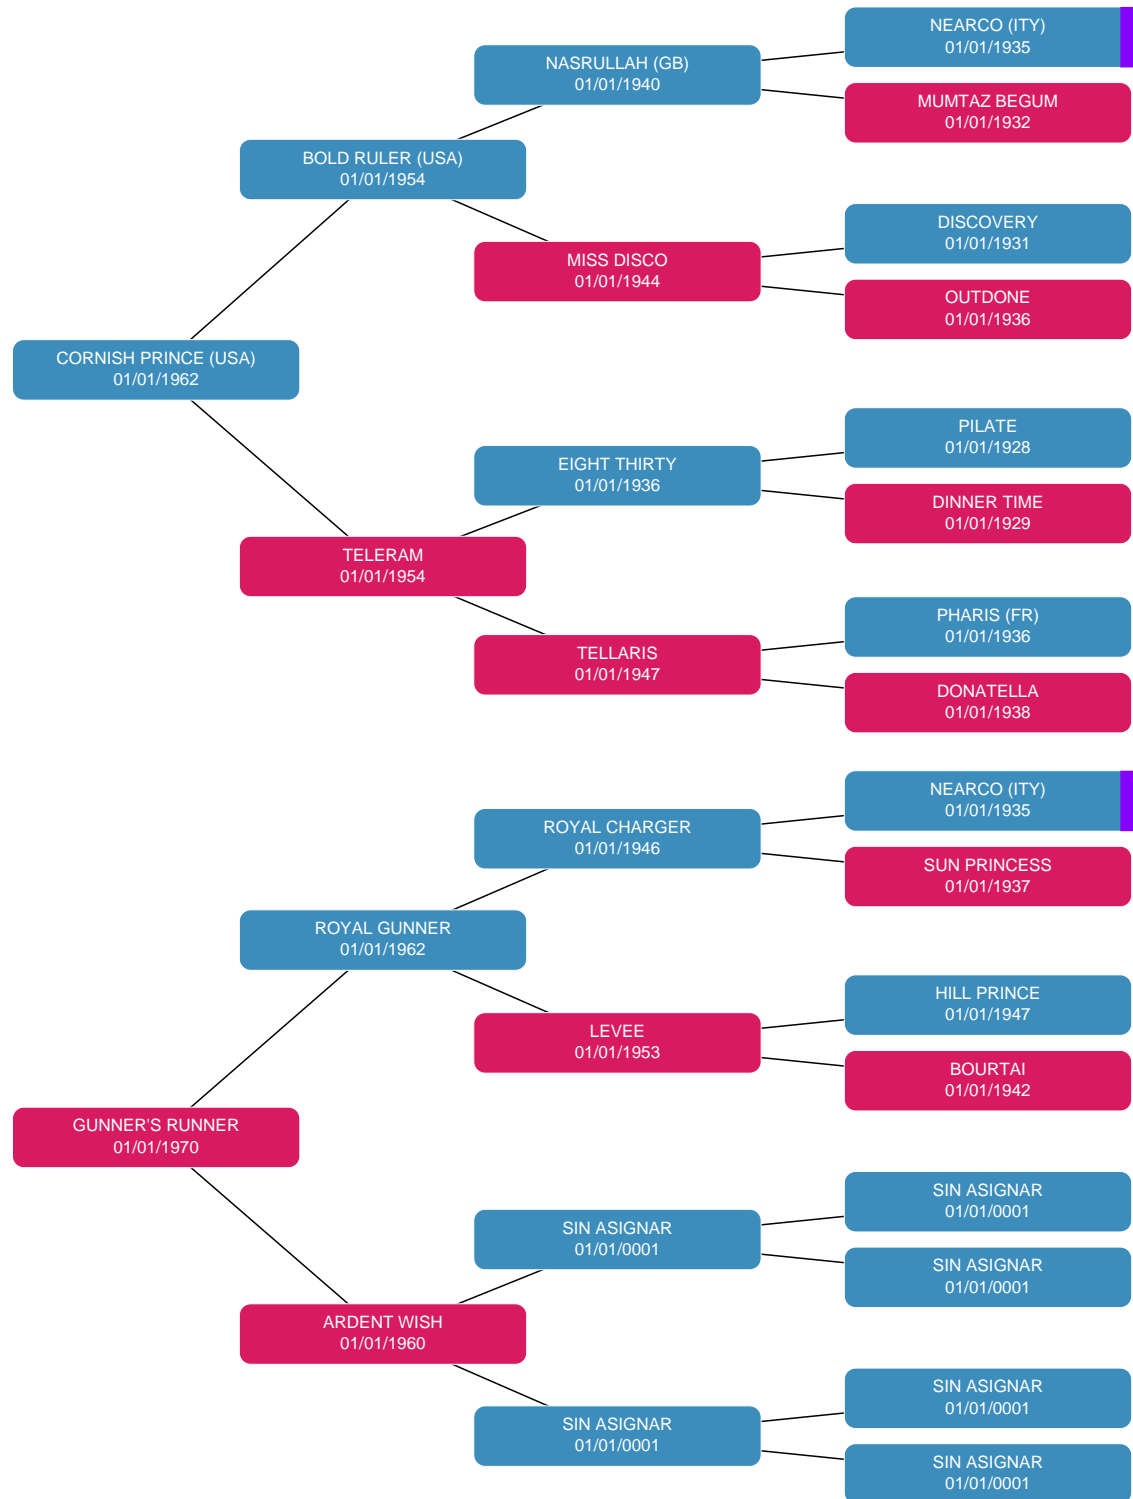 NEARCO (ITY)
01/01/1935
NASRULLAH (GB)
01/01/1940
MUMTAZ BEGUM
01/01/1932
BOLD RULER (USA)
01/01/1954
DISCOVERY
01/01/1931
MISS DISCO
01/01/1944
OUTDONE
01/01/1936
CORNISH PRINCE (USA)
01/01/1962
PILATE
01/01/1928
EIGHT THIRTY
01/01/1936
DINNER TIME
01/01/1929
TELERAM
01/01/1954
PHARIS (FR)
01/01/1936
TELLARIS
01/01/1947
DONATELLA
01/01/1938
NEARCO (ITY)
01/01/1935
ROYAL CHARGER
01/01/1946
SUN PRINCESS
01/01/1937
ROYAL GUNNER
01/01/1962
HILL PRINCE
01/01/1947
LEVEE
01/01/1953
BOURTAI
01/01/1942
GUNNER'S RUNNER
01/01/1970
SIN ASIGNAR
01/01/0001
SIN ASIGNAR
01/01/0001
SIN ASIGNAR
01/01/0001
ARDENT WISH
01/01/1960
SIN ASIGNAR
01/01/0001
SIN ASIGNAR
01/01/0001
SIN ASIGNAR
01/01/0001